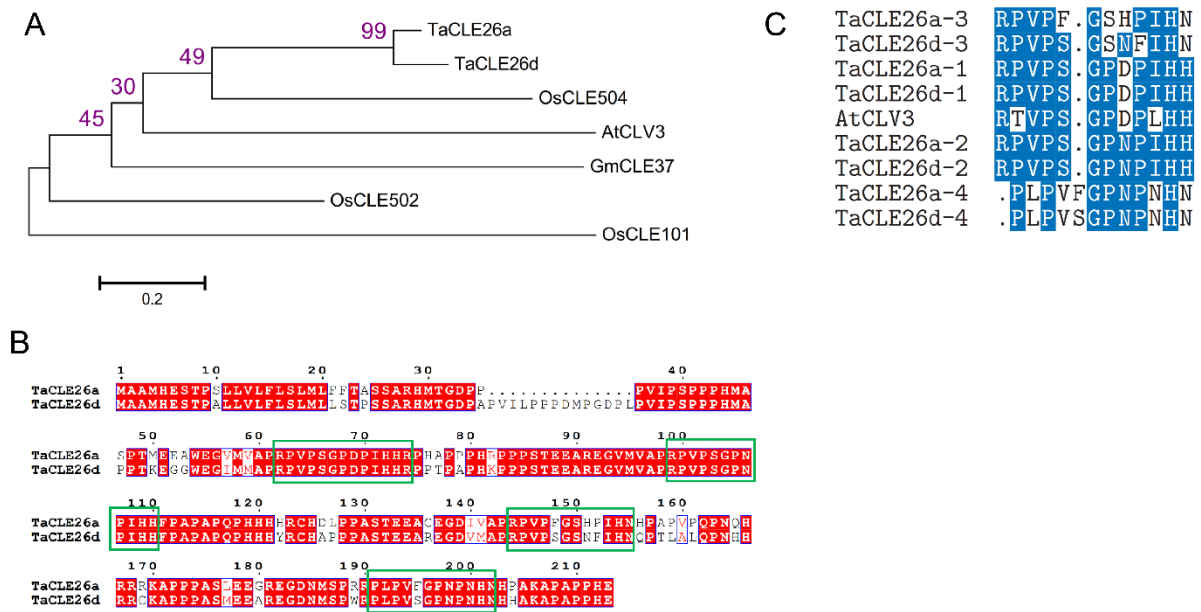 A
99
TaCLE26a
TaCLE26d
49
OsCLE504
30
AtCLV3
45
GmCLE37
OsCLE502
OsCLE101
0.2
C
TaCLE26a-3 RPVPF.GSHPIHN
TaCLE26d-3 RPVPS.GSNFIHN
TaCLE26a-1 RPVPS.GPDPIHH
TaCLE26d-1 RPVPS.GPDPIHH
AtCLV3 RTVPS.GPDPLHH
TaCLE26a-2 RPVPS.GPNPIHH
TaCLE26d-2 RPVPS.GPNPIHH
TaCLE26a-4 .PLPVFGPNPNHN
TaCLE26d-4 .PLPVSGPNPNHN
B
1 10 20 30 40
TaCLE26a MAAMHESTPSLLVLFLSLMLFFTASSARHMTGDPP..............PVIPSPPPHMA
TaCLE26d MAAMHESTPALLVLFLSLMLLSTPSSARHMTGDPAPVILPPPDMPGDPLPVIPSPPPHMA
50 60 70 80 90 100
TaCLE26a SPTMEEAWEGVMVAPRPVPSGPDPIHHRPHAPDPHRPPPSTEEAREGVMVAPRPVPSGPN
TaCLE26d PPTKEGGWEGIMMAPRPVPSGPDPIHHRPPTPAPHKPPPSTEEAREGVMVAPRPVPSGPN
110 120 130 140 150 160
TaCLE26a PIHHFPAPAPQPHHHHRCHDLPPASTEEACEGDIVAPRPVPFGSHPIHNHPAPVPQPNQH
TaCLE26d PIHHFPAPAPQPHHHYRCHAPPPASTEEAREGDVMAPRPVPSGSNFIHNQPTLALQPNHH
170 180 190 200 210
TaCLE26a RRRKAPPPASLEEGREGDNMSPRRPLPVFGPNPNHNHPAKAPAPPHE
TaCLE26d RRCKAPPPASMEEAREGDNMSPWRPLPVSGPNPNHNHHAKAPAPPHE